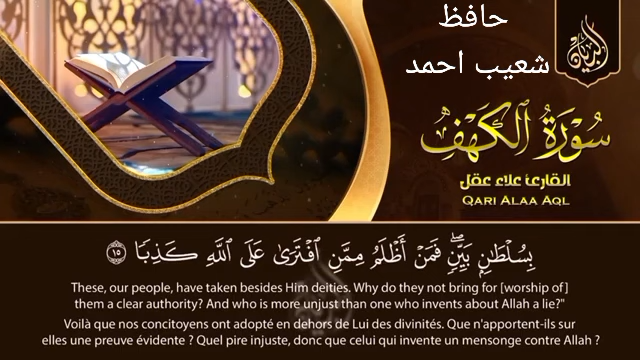 حافظ
شعیب احمد
البرهان
سُورَةُ الكَهْفِ
القارئ علاء عقل
QARI ALAA AQL
بِسُلْطَٰنٍۭ بَيِّنٍۖ فَمَنْ أَظْلَمُ مِمَّنِ ٱفْتَرَىٰ عَلَى ٱللَّهِ كَذِبًا ١٥
These, our people, have taken besides Him deities. Why do they not bring for [worship of]
them a clear authority? And who is more unjust than one who invents about Allah a lie?"
Voilà que nos concitoyens ont adopté en dehors de Lui des divinités. Que n'apportent-ils sur
elles une preuve évidente ? Quel pire injuste, donc que celui qui invente un mensonge contre Allah ?